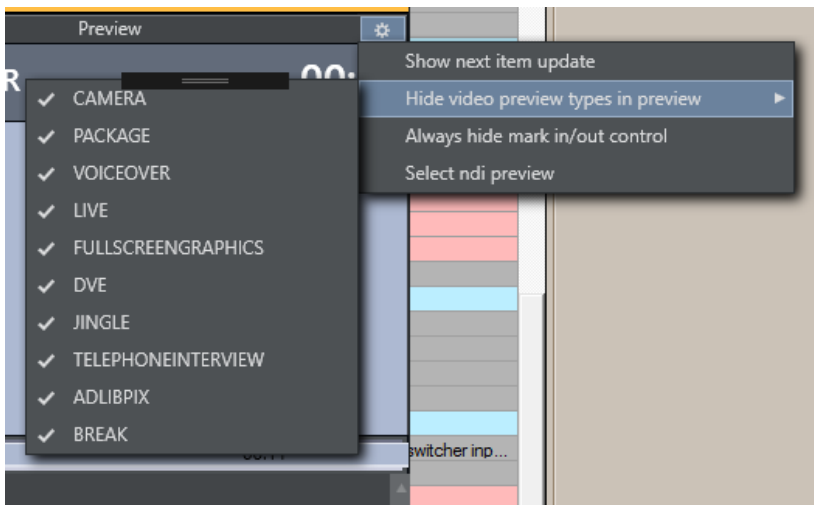 Preview
R
00:
Show next item update
Hide video preview types in preview
Always hide mark in/out control
Select ndi preview
CAMERA
PACKAGE
VOICEOVER
LIVE
FULLSCREENGRAPHICS
DVE
JINGLE
TELEPHONEINTERVIEW
ADLIBPIX
BREAK
switcher inp...